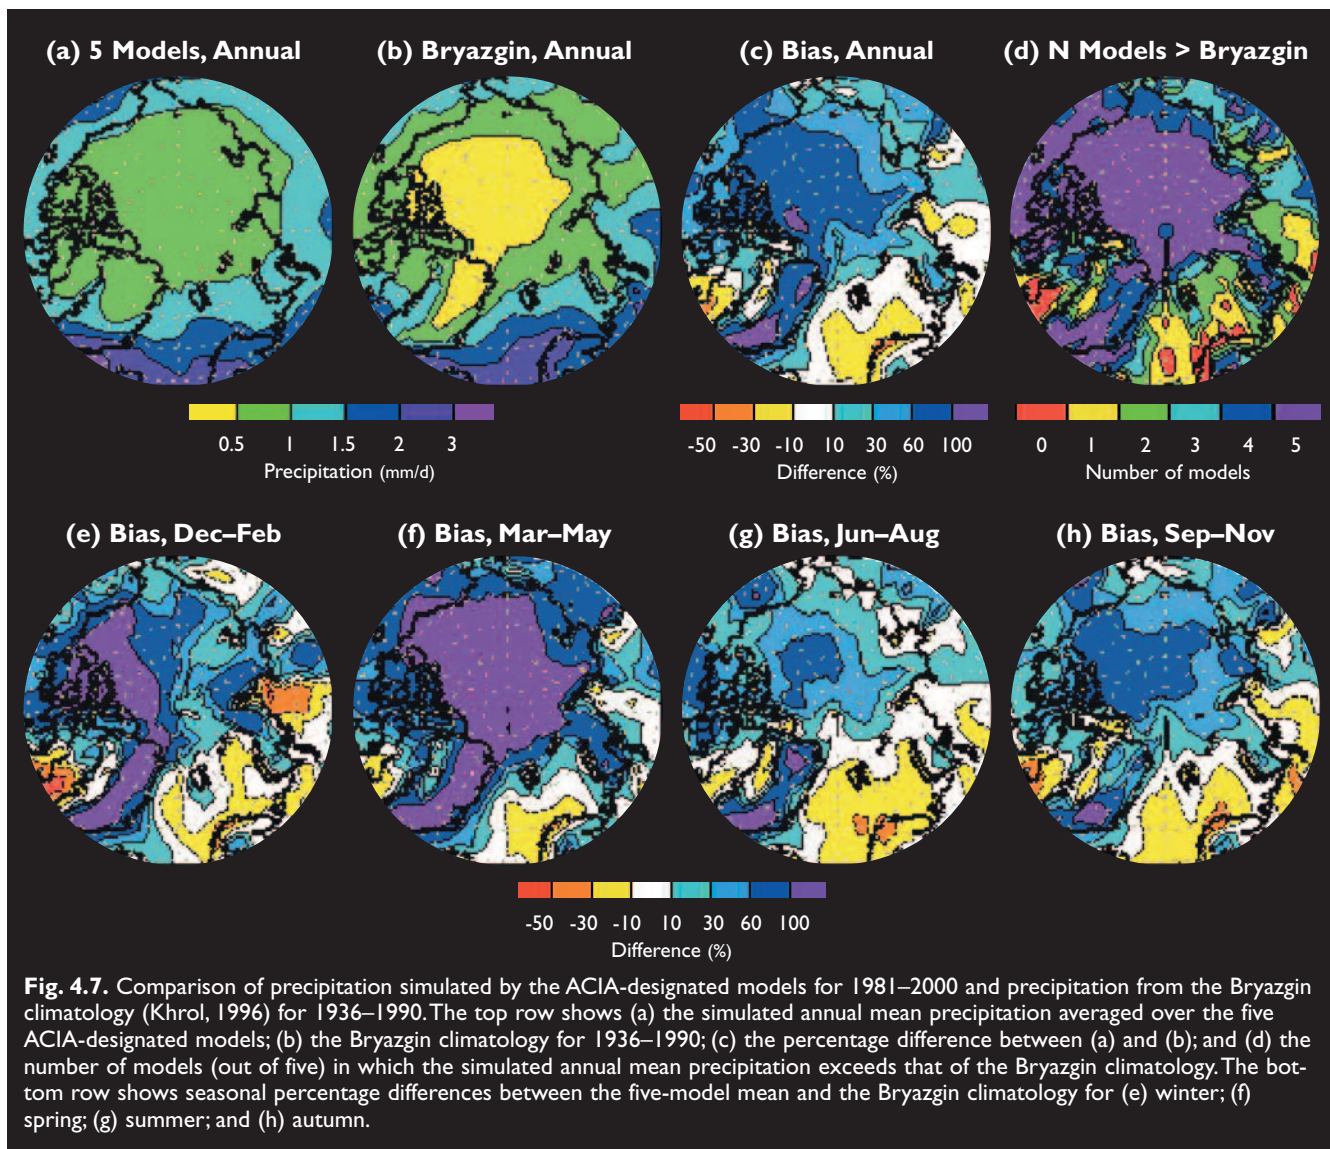 (a) 5 Models, Annual
(b) Bryazgin, Annual
(c) Bias, Annual
(d) N Models > Bryazgin
0.5 1 1.5 2 3
Precipitation (mm/d)
-50 -30 -10 10 30 60 100
Difference (%)
0 1 2 3 4 5
Number of models
(e) Bias, Dec–Feb
(f) Bias, Mar–May
(g) Bias, Jun–Aug
(h) Bias, Sep–Nov
-50 -30 -10 10 30 60 100
Difference (%)
Fig. 4.7. Comparison of precipitation simulated by the ACIA-designated models for 1981–2000 and precipitation from the Bryazgin
climatology (Khrol, 1996) for 1936–1990. The top row shows (a) the simulated annual mean precipitation averaged over the five
ACIA-designated models; (b) the Bryazgin climatology for 1936–1990; (c) the percentage difference between (a) and (b); and (d) the
number of models (out of five) in which the simulated annual mean precipitation exceeds that of the Bryazgin climatology. The bot-
tom row shows seasonal percentage differences between the five-model mean and the Bryazgin climatology for (e) winter; (f)
spring; (g) summer; and (h) autumn.